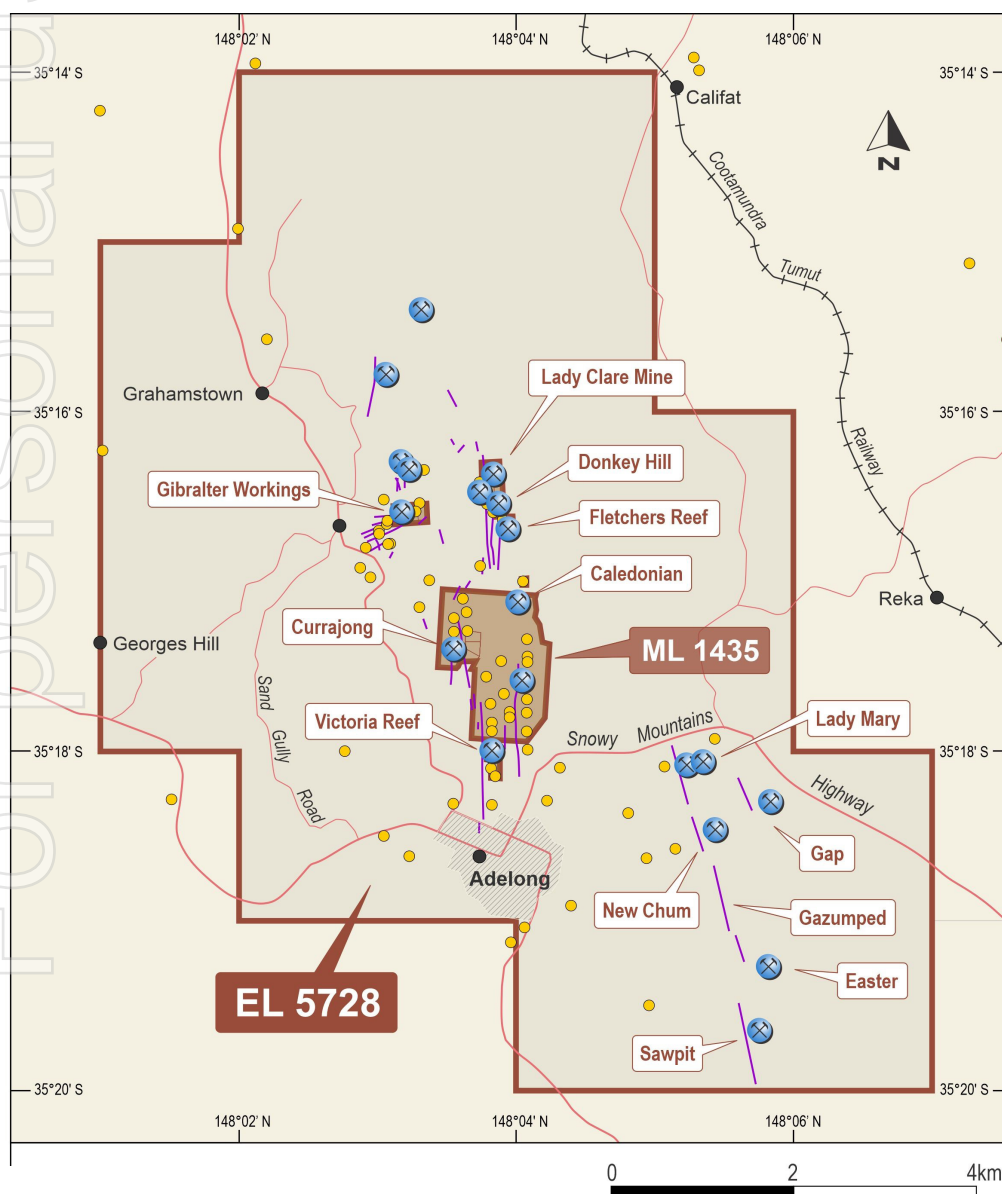 For personal use
148°02' N
148°04' N
148°06' N
35°14' S
35°14' S
Califat
N
Cootamundra
Tumut
Railway
Lady Clare Mine
Grahamstown
35°16' S
35°16' S
Donkey Hill
Gibralter Workings
Fletchers Reef
Caledonian
Reka
Currajong
Georges Hill
ML 1435
Sand
Gully
Road
Victoria Reef
Snowy
Mountains
Highway
Lady Mary
35°18' S
35°18' S
Gap
Adelong
New Chum
Gazumped
EL 5728
Easter
Sawpit
35°20' S
35°20' S
148°02' N
148°04' N
148°06' N
0
2
4km